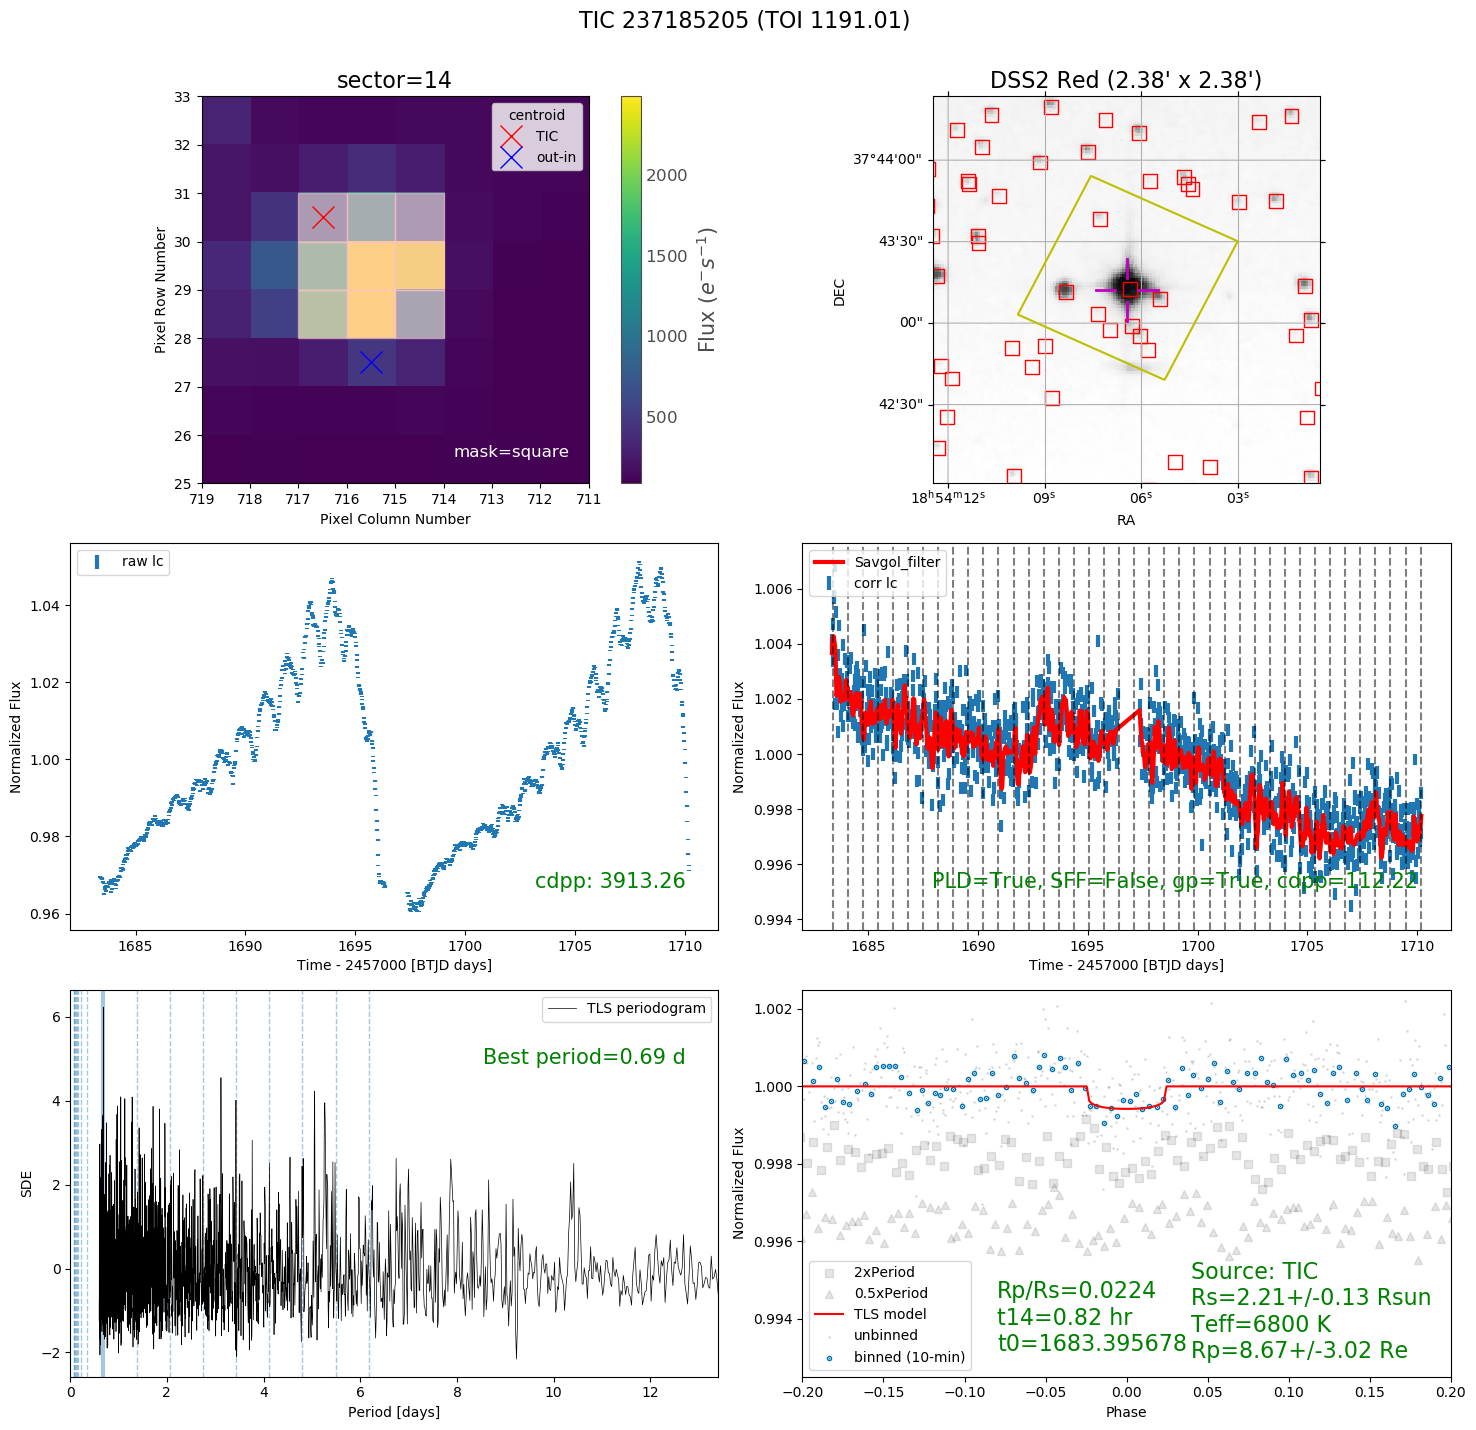 TIC 237185205 (TOI 1191.01)
sector=14
33
32
31
30
29
28
27
26
25
719
718
717
716
715
714
713
712
711
Pixel Row Number
Pixel Column Number
centroid
TIC
out-in
mask=square
2000
1500
1000
500
Flux (e⁻s⁻¹)
DSS2 Red (2.38' x 2.38')
37°44'00"
43'30"
00"
42'30"
DEC
18ʰ54ᵐ12ˢ
09ˢ
06ˢ
03ˢ
RA
raw lc
1.04
1.02
1.00
0.98
0.96
Normalized Flux
cdpp: 3913.26
1685
1690
1695
1700
1705
1710
Time - 2457000 [BTJD days]
Savgol_filter
corr lc
1.006
1.004
1.002
1.000
0.998
0.996
0.994
Normalized Flux
PLD=True, SFF=False, gp=True, cdpp=112.22
1685
1690
1695
1700
1705
1710
Time - 2457000 [BTJD days]
TLS periodogram
Best period=0.69 d
6
4
2
0
−2
SDE
0
2
4
6
8
10
12
Period [days]
1.002
1.000
0.998
0.996
0.994
Normalized Flux
2xPeriod
0.5xPeriod
TLS model
unbinned
binned (10-min)
Rp/Rs=0.0224
t14=0.82 hr
t0=1683.395678
Source: TIC
Rs=2.21+/-0.13 Rsun
Teff=6800 K
Rp=8.67+/-3.02 Re
−0.20
−0.15
−0.10
−0.05
0.00
0.05
0.10
0.15
0.20
Phase